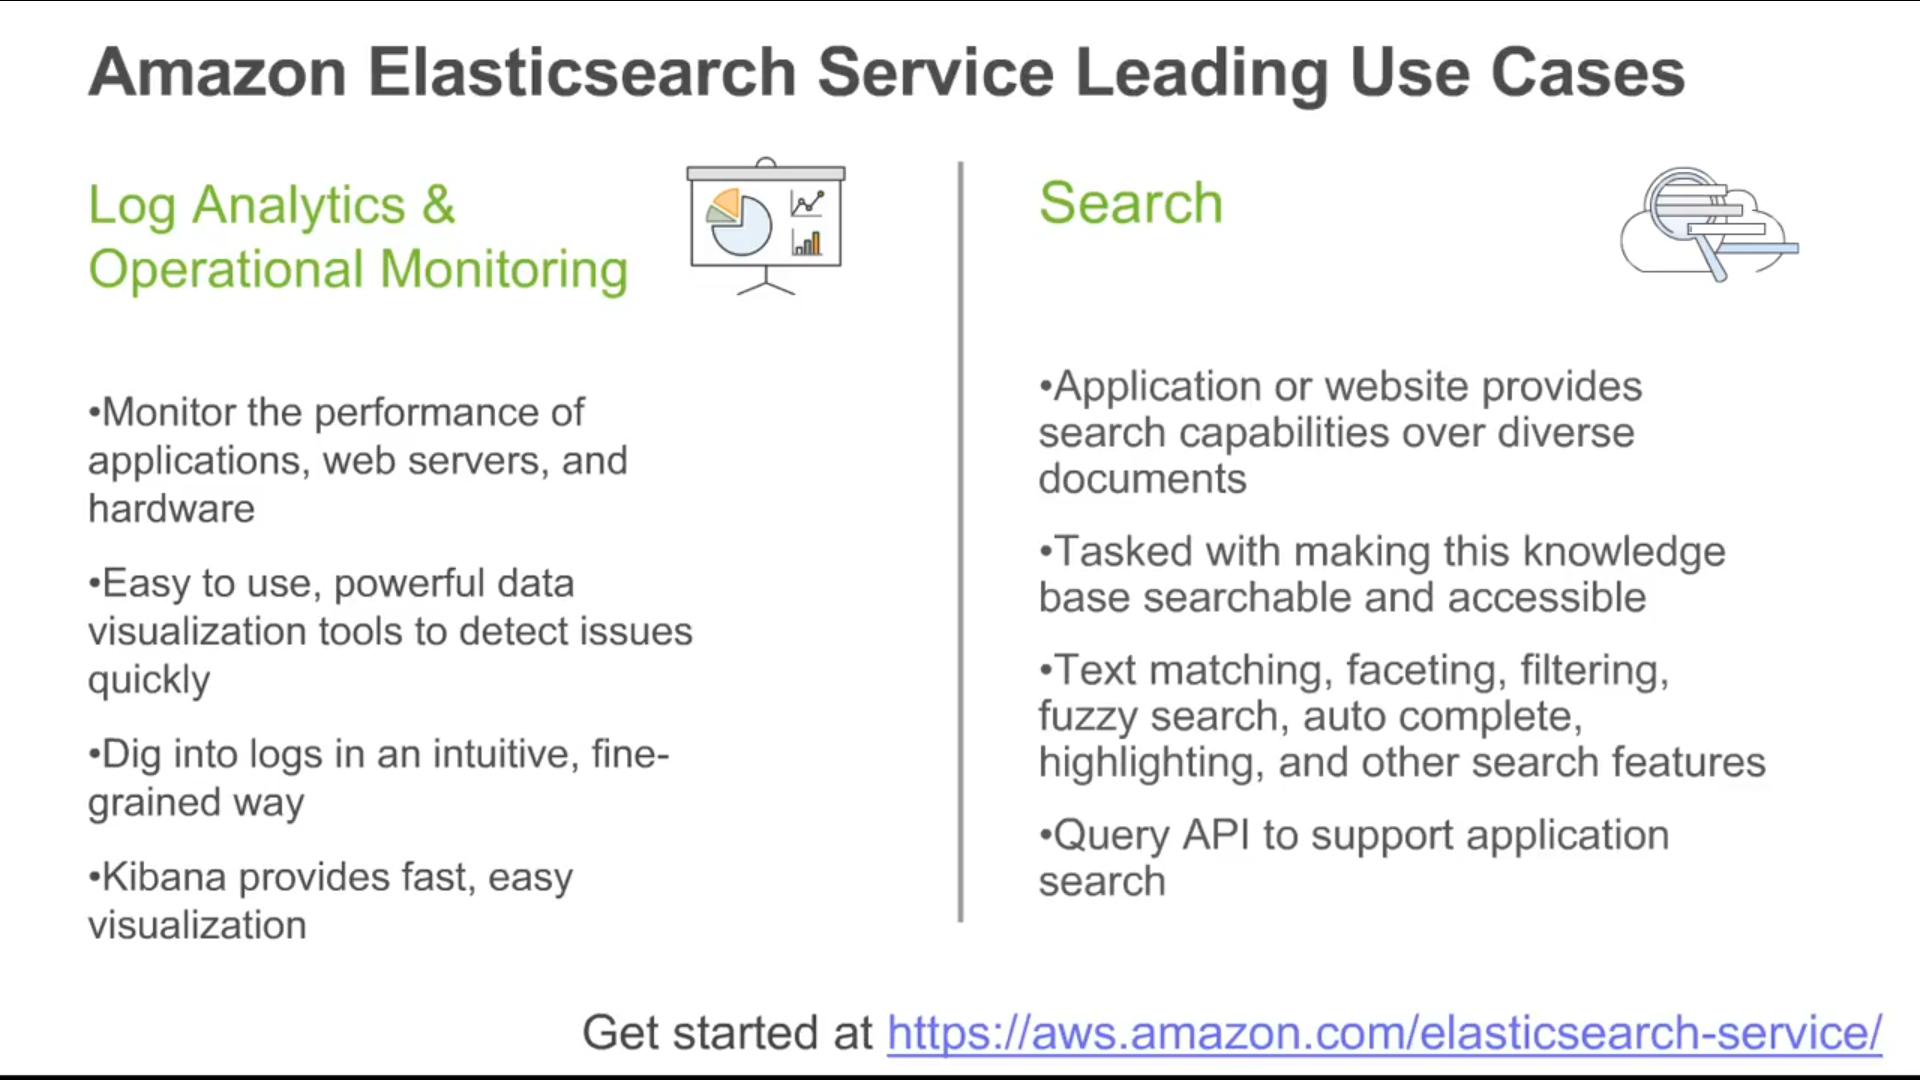 Amazon Elasticsearch Service Leading Use Cases
Log Analytics &
Operational Monitoring
•Monitor the performance of
applications, web servers, and
hardware
•Easy to use, powerful data
visualization tools to detect issues
quickly
•Dig into logs in an intuitive, fine-
grained way
•Kibana provides fast, easy
visualization
Search
•Application or website provides
search capabilities over diverse
documents
•Tasked with making this knowledge
base searchable and accessible
•Text matching, faceting, filtering,
fuzzy search, auto complete,
highlighting, and other search features
•Query API to support application
search
Get started at https://aws.amazon.com/elasticsearch-service/